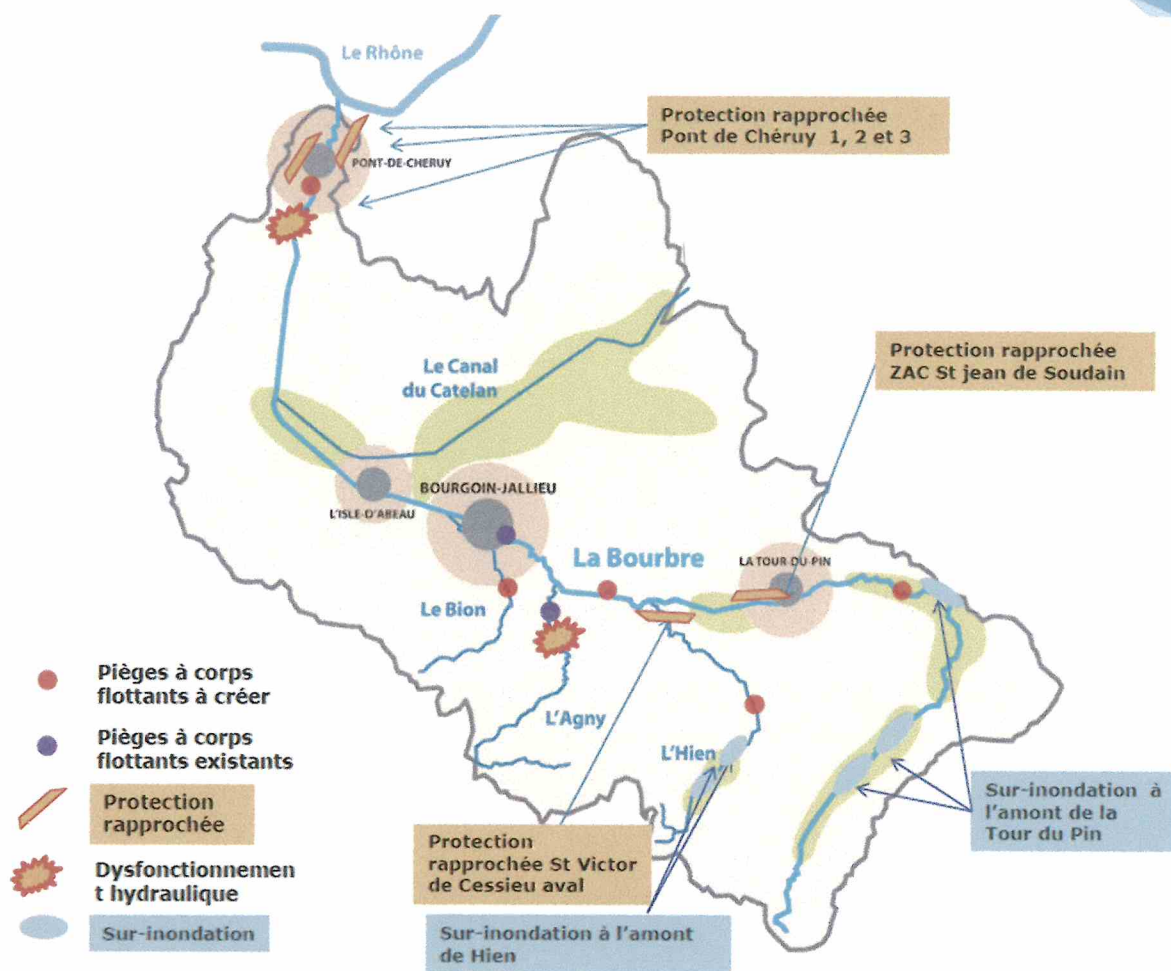 Le Rhône
Protection rapprochée
Pont de Chéruy 1, 2 et 3
PONT-DE-CHERUY
Le Canal
du Catelan
Protection rapprochée
ZAC St jean de Soudain
BOURGOIN-JALLIEU
L'ISLE-D'ABEAU
La Bourbre
LA TOUR-DU-PIN
Le Bion
L'Agny
L'Hien
Pièges à corps
flottants à créer
Pièges à corps
flottants existants
Protection
rapprochée
Dysfonctionnemen
t hydraulique
Sur-inondation
Protection
rapprochée St Victor
de Cessieu aval
Sur-inondation à l'amont
de Hien
Sur-inondation à
l'amont de la
Tour du Pin